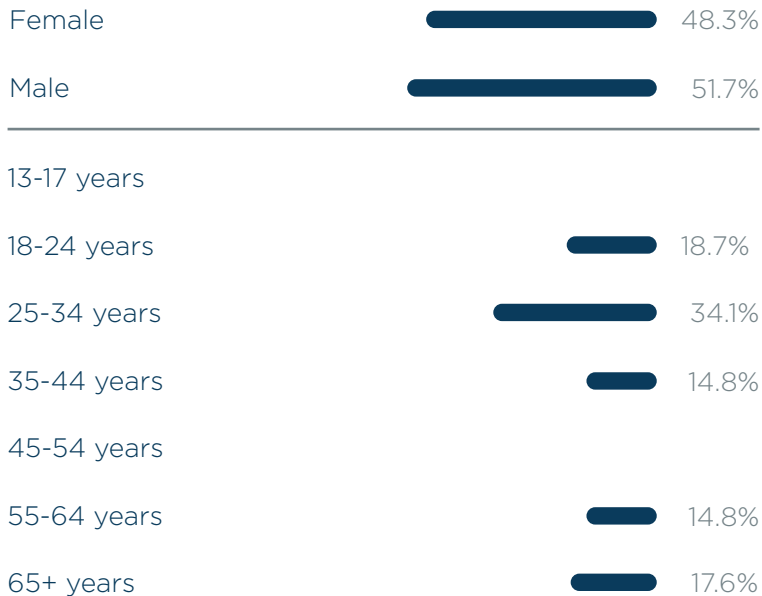 Female 48.3%
Male 51.7%
13-17 years
18-24 years 18.7%
25-34 years 34.1%
35-44 years 14.8%
45-54 years
55-64 years 14.8%
65+ years 17.6%